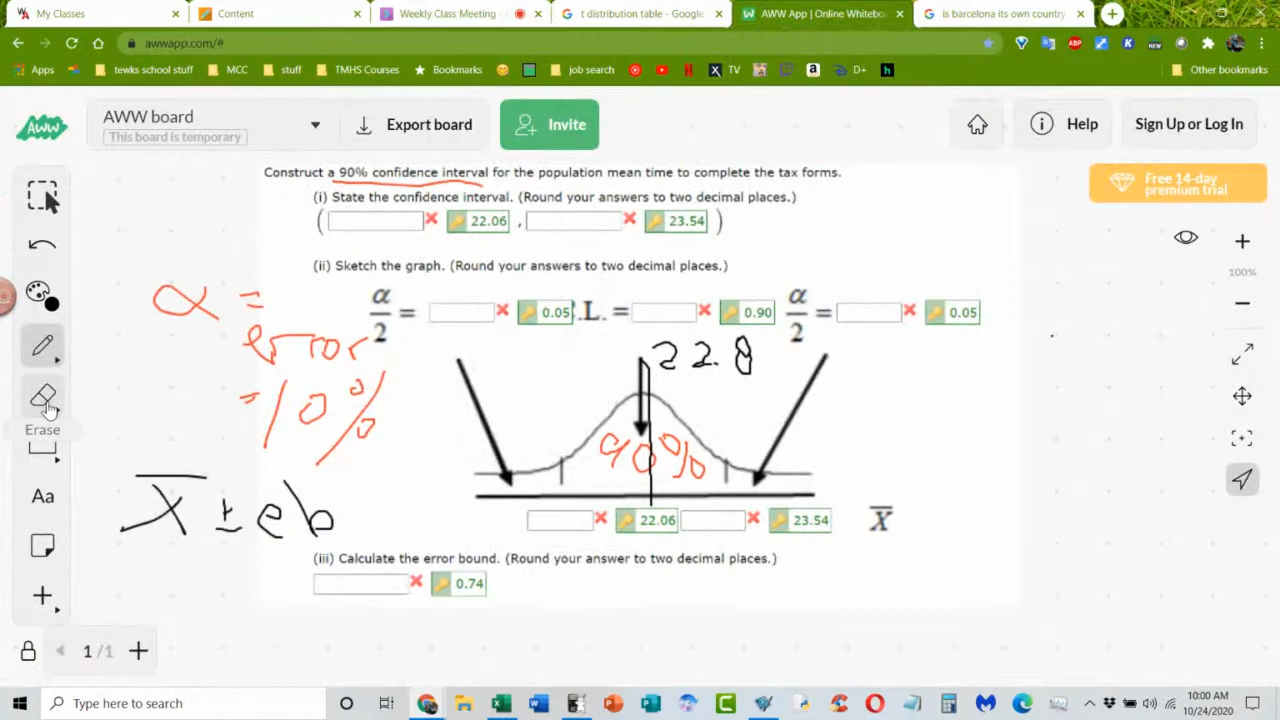 My Classes
Content
Weekly Class Meeting -
t distribution table - Google
AWW App | Online Whiteboa
is barcelona its own country
awwapp.com/#
Apps
tewks school stuff
MCC
stuff
TMHS Courses
Bookmarks
job search
TV
D+
Other bookmarks
AWW
AWW board
This board is temporary
Export board
Invite
Help
Sign Up or Log In
Free 14-day
premium trial
100%
Construct a 90% confidence interval for the population mean time to complete the tax forms.
(i) State the confidence interval. (Round your answers to two decimal places.)
( 22.06 , 23.54 )
(ii) Sketch the graph. (Round your answers to two decimal places.)
α/2 = 0.05 .L. = 0.90 α/2 = 0.05
α = error = 10%
22.8
90%
X̅ ± eb
22.06 23.54 X̅
(iii) Calculate the error bound. (Round your answer to two decimal places.)
0.74
Erase
Aa
1 / 1
Type here to search
10:00 AM
10/24/2020